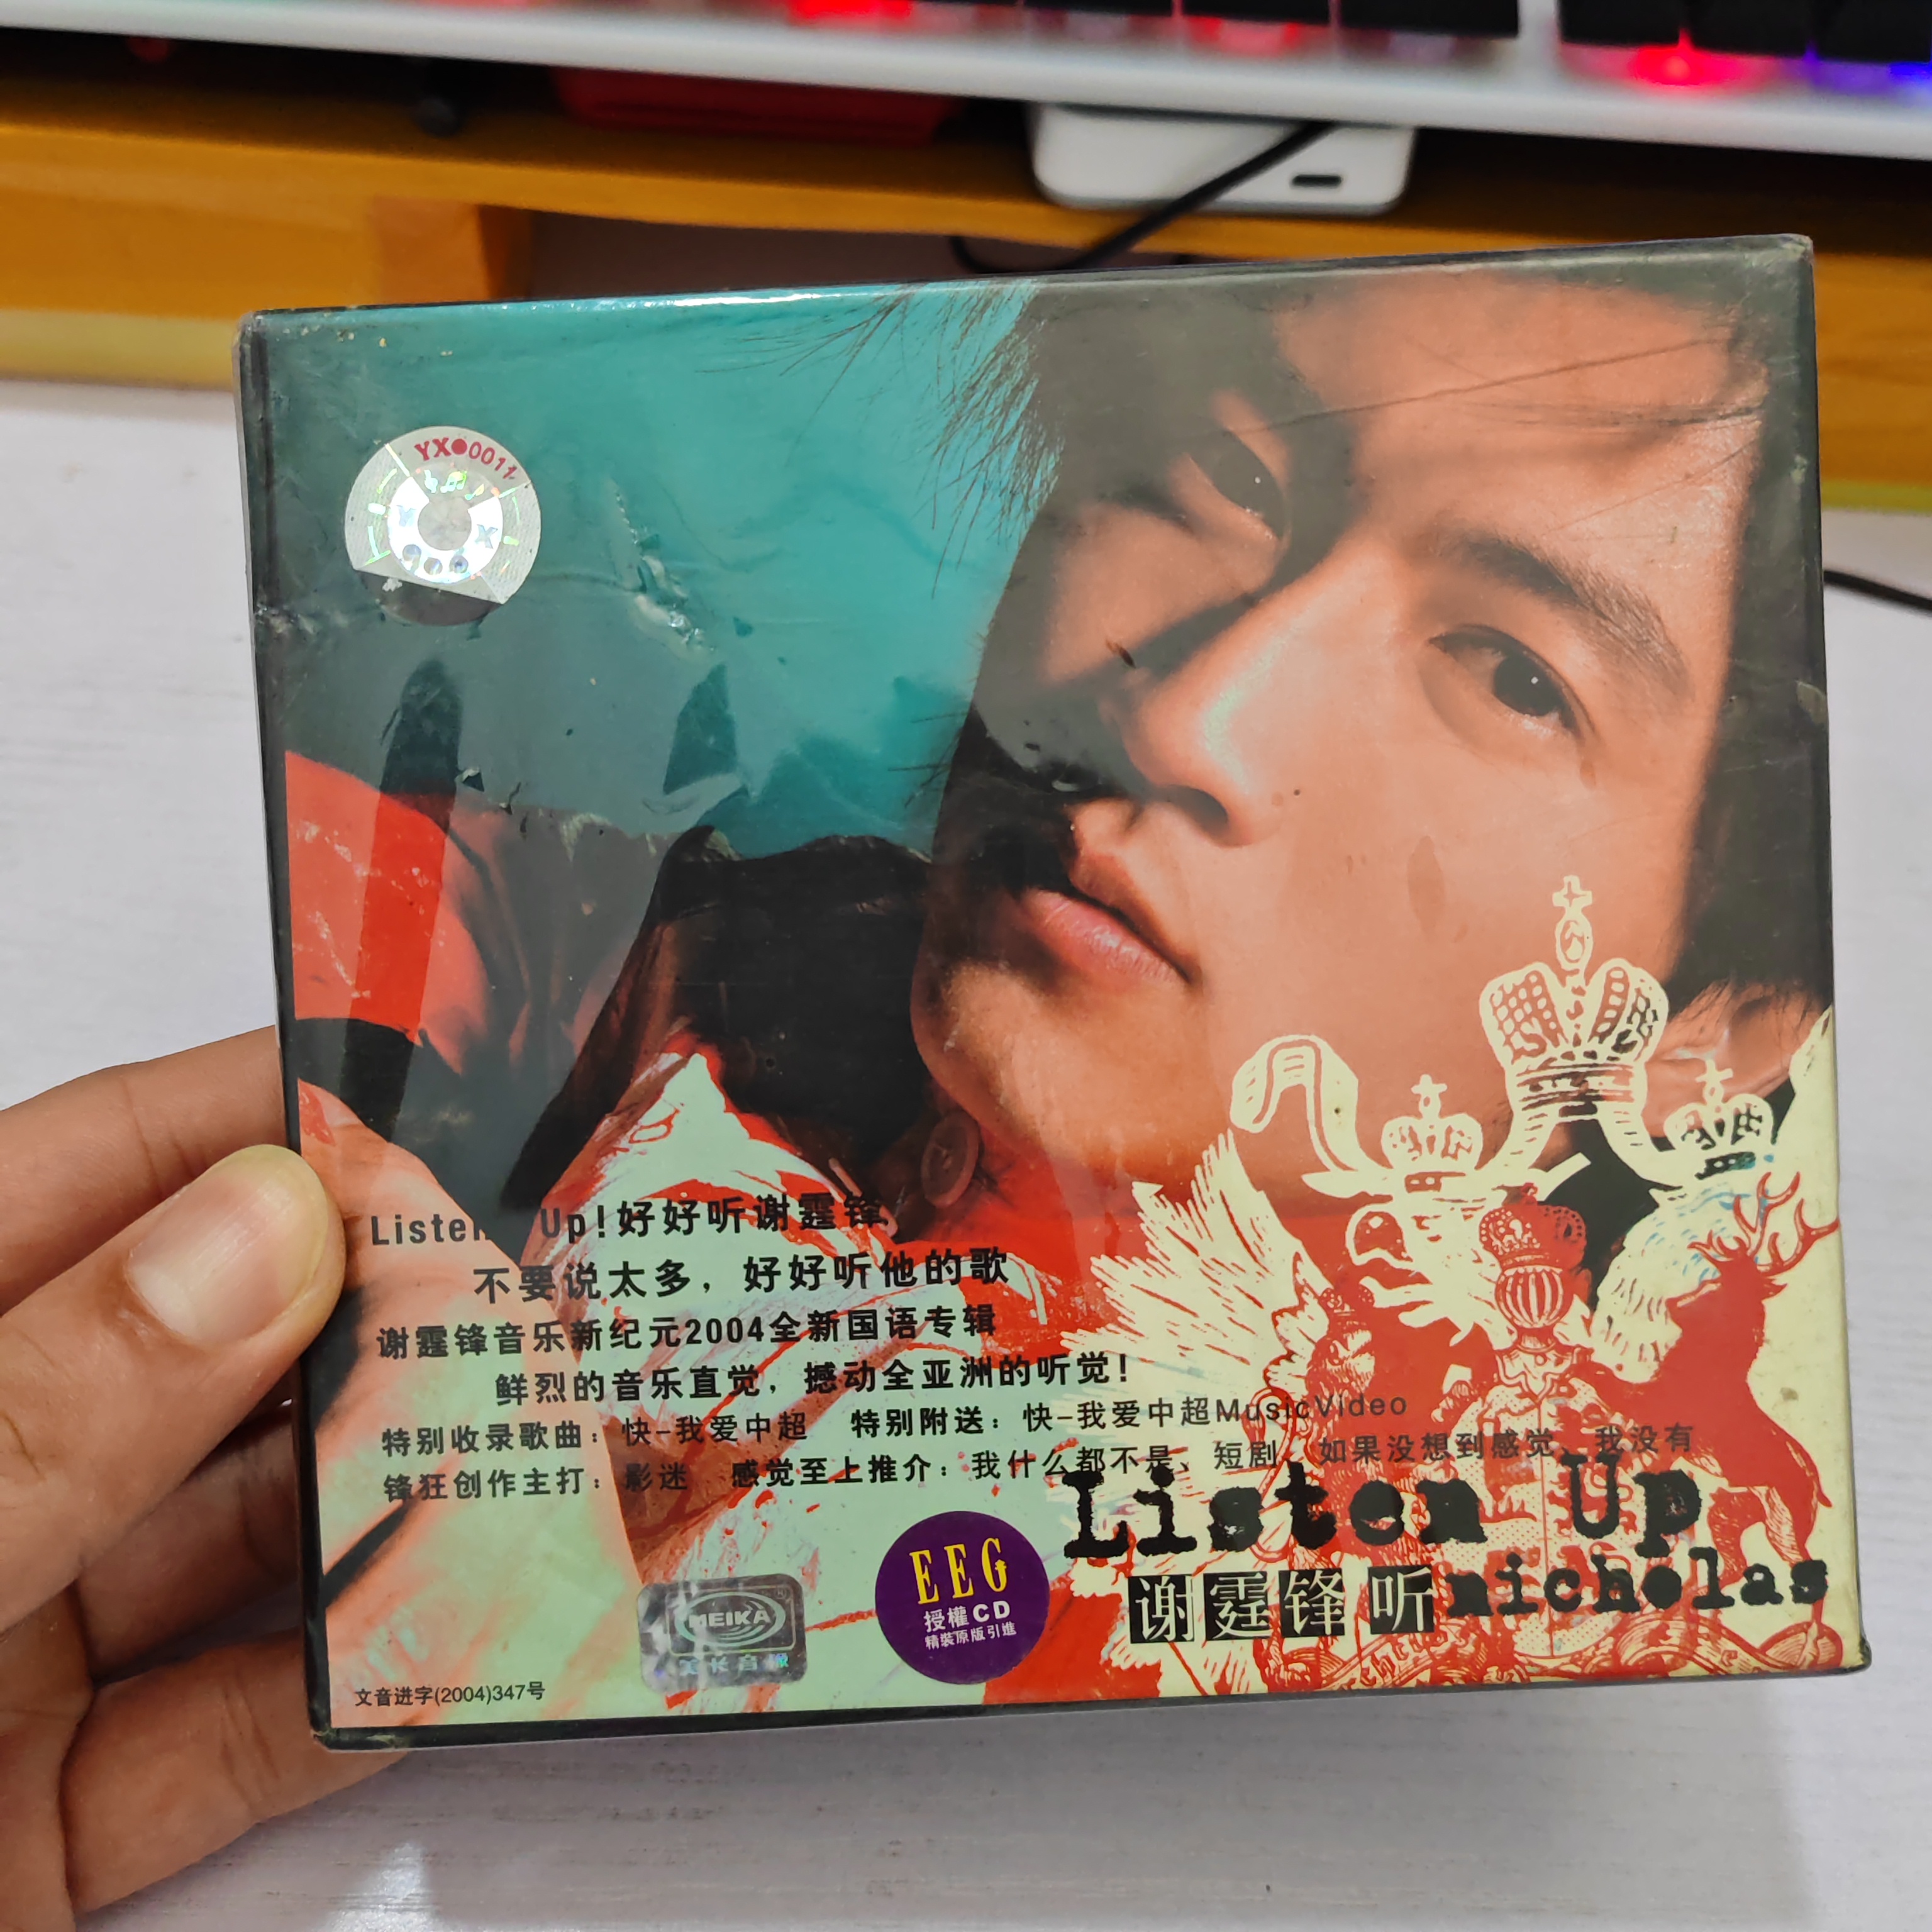 YX●0011
Listen Up!好好听谢霆锋
不要说太多，好好听他的歌
谢霆锋音乐新纪元2004全新国语专辑
鲜烈的音乐直觉，撼动全亚洲的听觉！
特别收录歌曲：快-我爱中超 特别附送：快-我爱中超MusicVideo
锋狂创作主打：影迷 感觉至上推介：我什么都不是、短剧、如果没想到感觉、我没有
Listen Up
谢霆锋 听 nicholas
EEG
授權CD
精裝原版引進
MEIKA
文音进字(2004)347号